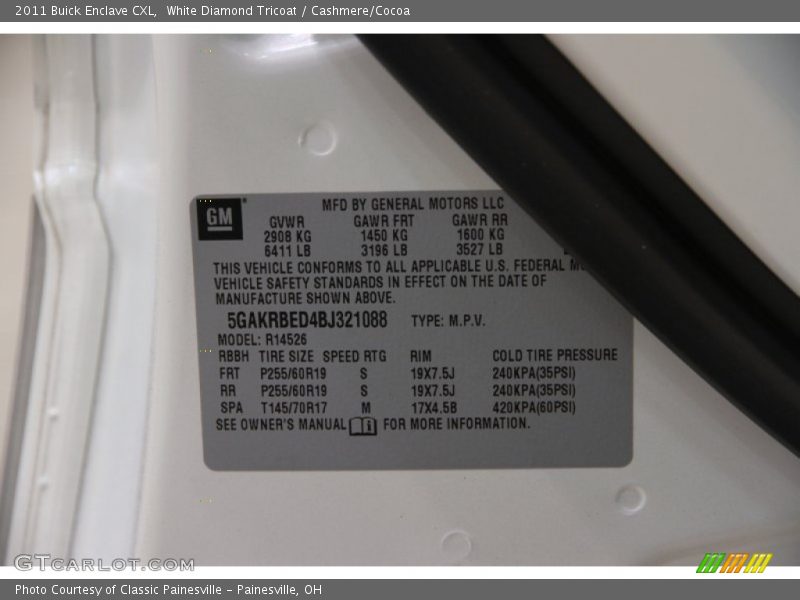 2011 Buick Enclave CXL,  White Diamond Tricoat / Cashmere/Cocoa
GM
MFD BY GENERAL MOTORS LLC
GVWR GAWR FRT GAWR RR
2908 KG 1450 KG 1600 KG
6411 LB 3196 LB 3527 LB
THIS VEHICLE CONFORMS TO ALL APPLICABLE U.S. FEDERAL
VEHICLE SAFETY STANDARDS IN EFFECT ON THE DATE OF
MANUFACTURE SHOWN ABOVE.
5GAKRBED4BJ321088 TYPE: M.P.V.
MODEL: R14526
RBBH TIRE SIZE SPEED RTG RIM COLD TIRE PRESSURE
FRT P255/60R19 S 19X7.5J 240KPA(35PSI)
RR P255/60R19 S 19X7.5J 240KPA(35PSI)
SPA T145/70R17 M 17X4.5B 420KPA(60PSI)
SEE OWNER'S MANUAL FOR MORE INFORMATION.
GTCarLot.com
Photo Courtesy of Classic Painesville - Painesville, OH